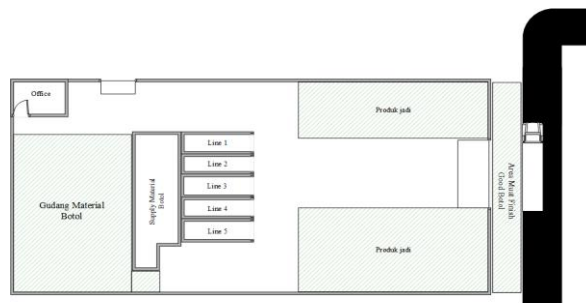 Office
Produk jadi
Line 1
Line 2
Line 3
Line 4
Line 5
Supply Material
Botol
Gudang Material
Botol
Area Muat Finish
Good Botol
Produk jadi